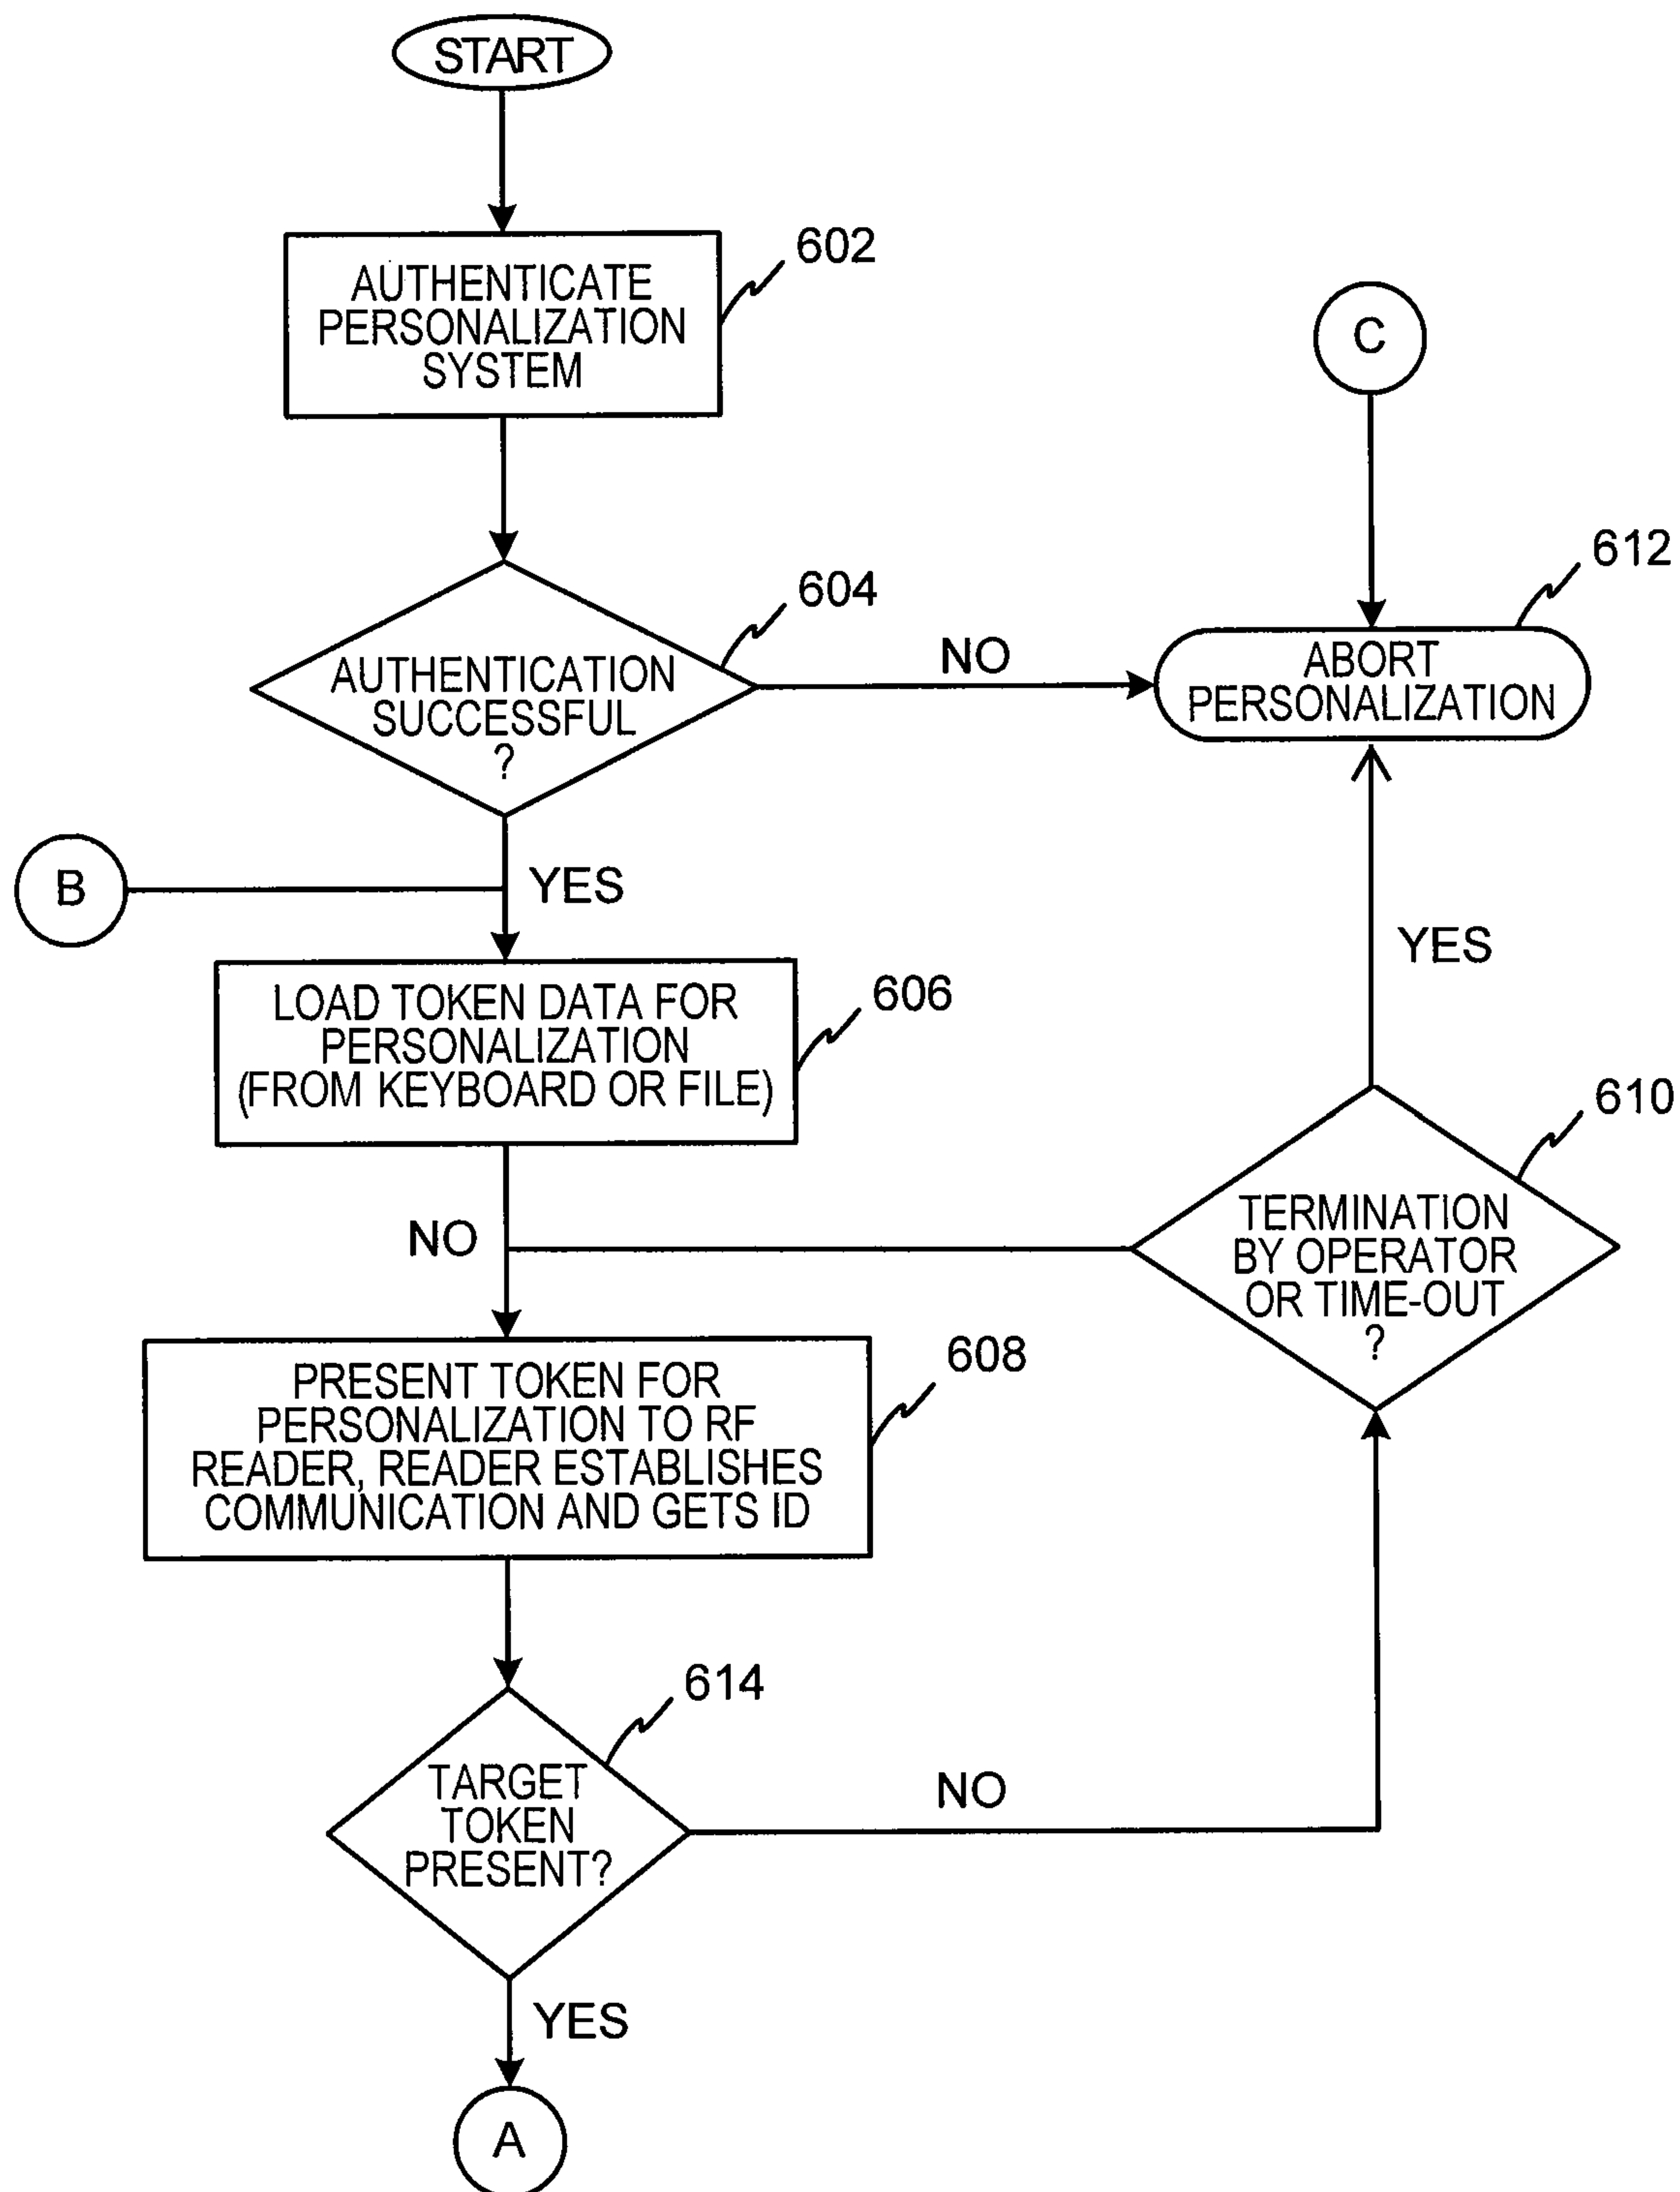 START
602
AUTHENTICATE
PERSONALIZATION
SYSTEM
C
612
604
NO
ABORT
PERSONALIZATION
AUTHENTICATION
SUCCESSFUL
?
B
YES
YES
606
LOAD TOKEN DATA FOR
PERSONALIZATION
(FROM KEYBOARD OR FILE)
610
NO
TERMINATION
BY OPERATOR
OR TIME-OUT
?
608
PRESENT TOKEN FOR
PERSONALIZATION TO RF
READER, READER ESTABLISHES
COMMUNICATION AND GETS ID
614
TARGET
TOKEN
PRESENT?
NO
YES
A